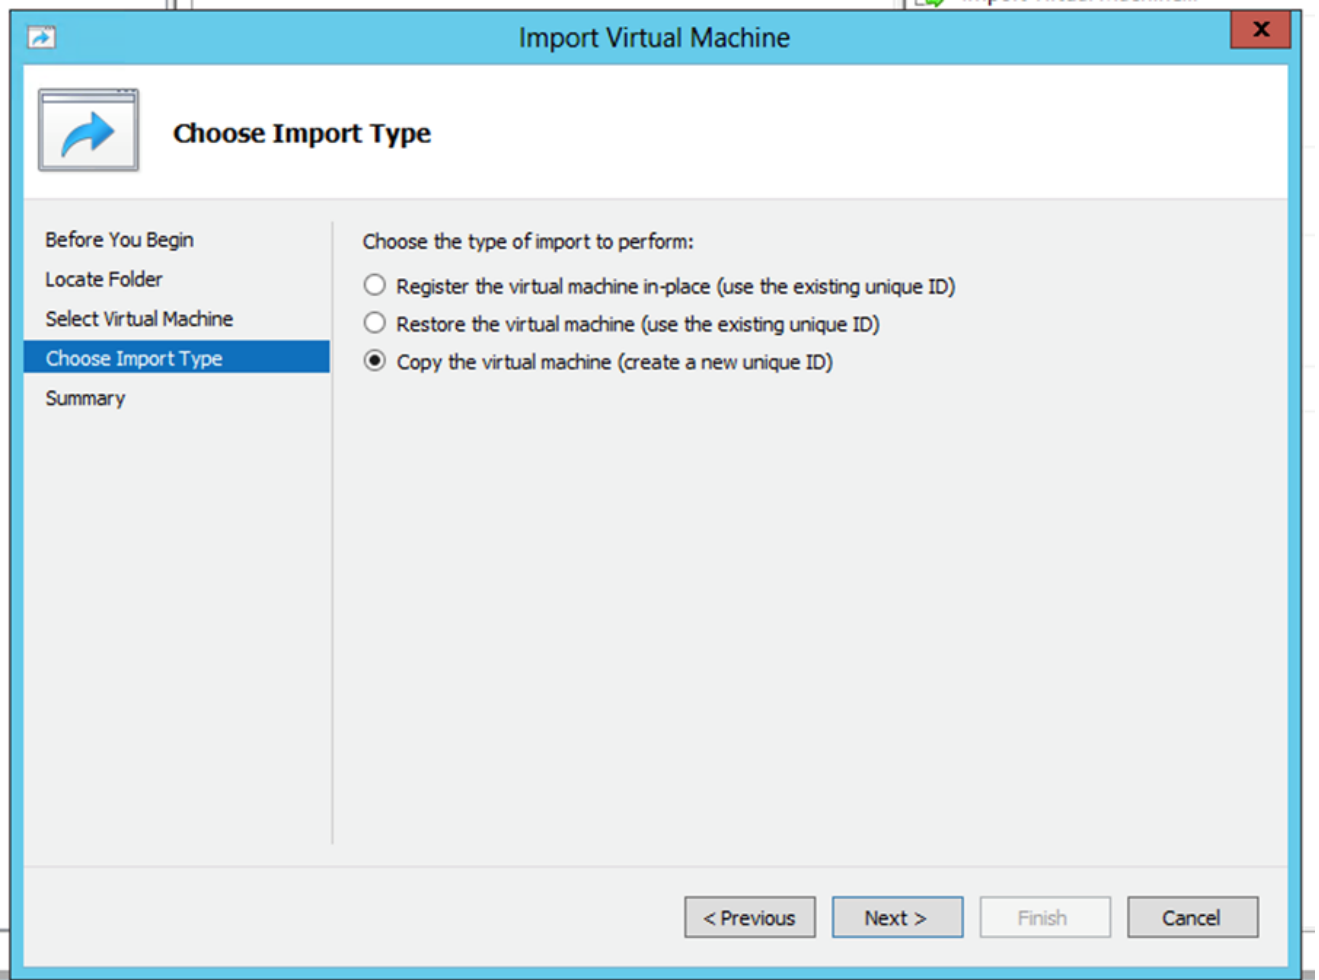 Import Virtual Machine
X
Choose Import Type
Before You Begin
Locate Folder
Select Virtual Machine
Choose Import Type
Summary
Choose the type of import to perform:
Register the virtual machine in-place (use the existing unique ID)
Restore the virtual machine (use the existing unique ID)
Copy the virtual machine (create a new unique ID)
< Previous
Next >
Finish
Cancel